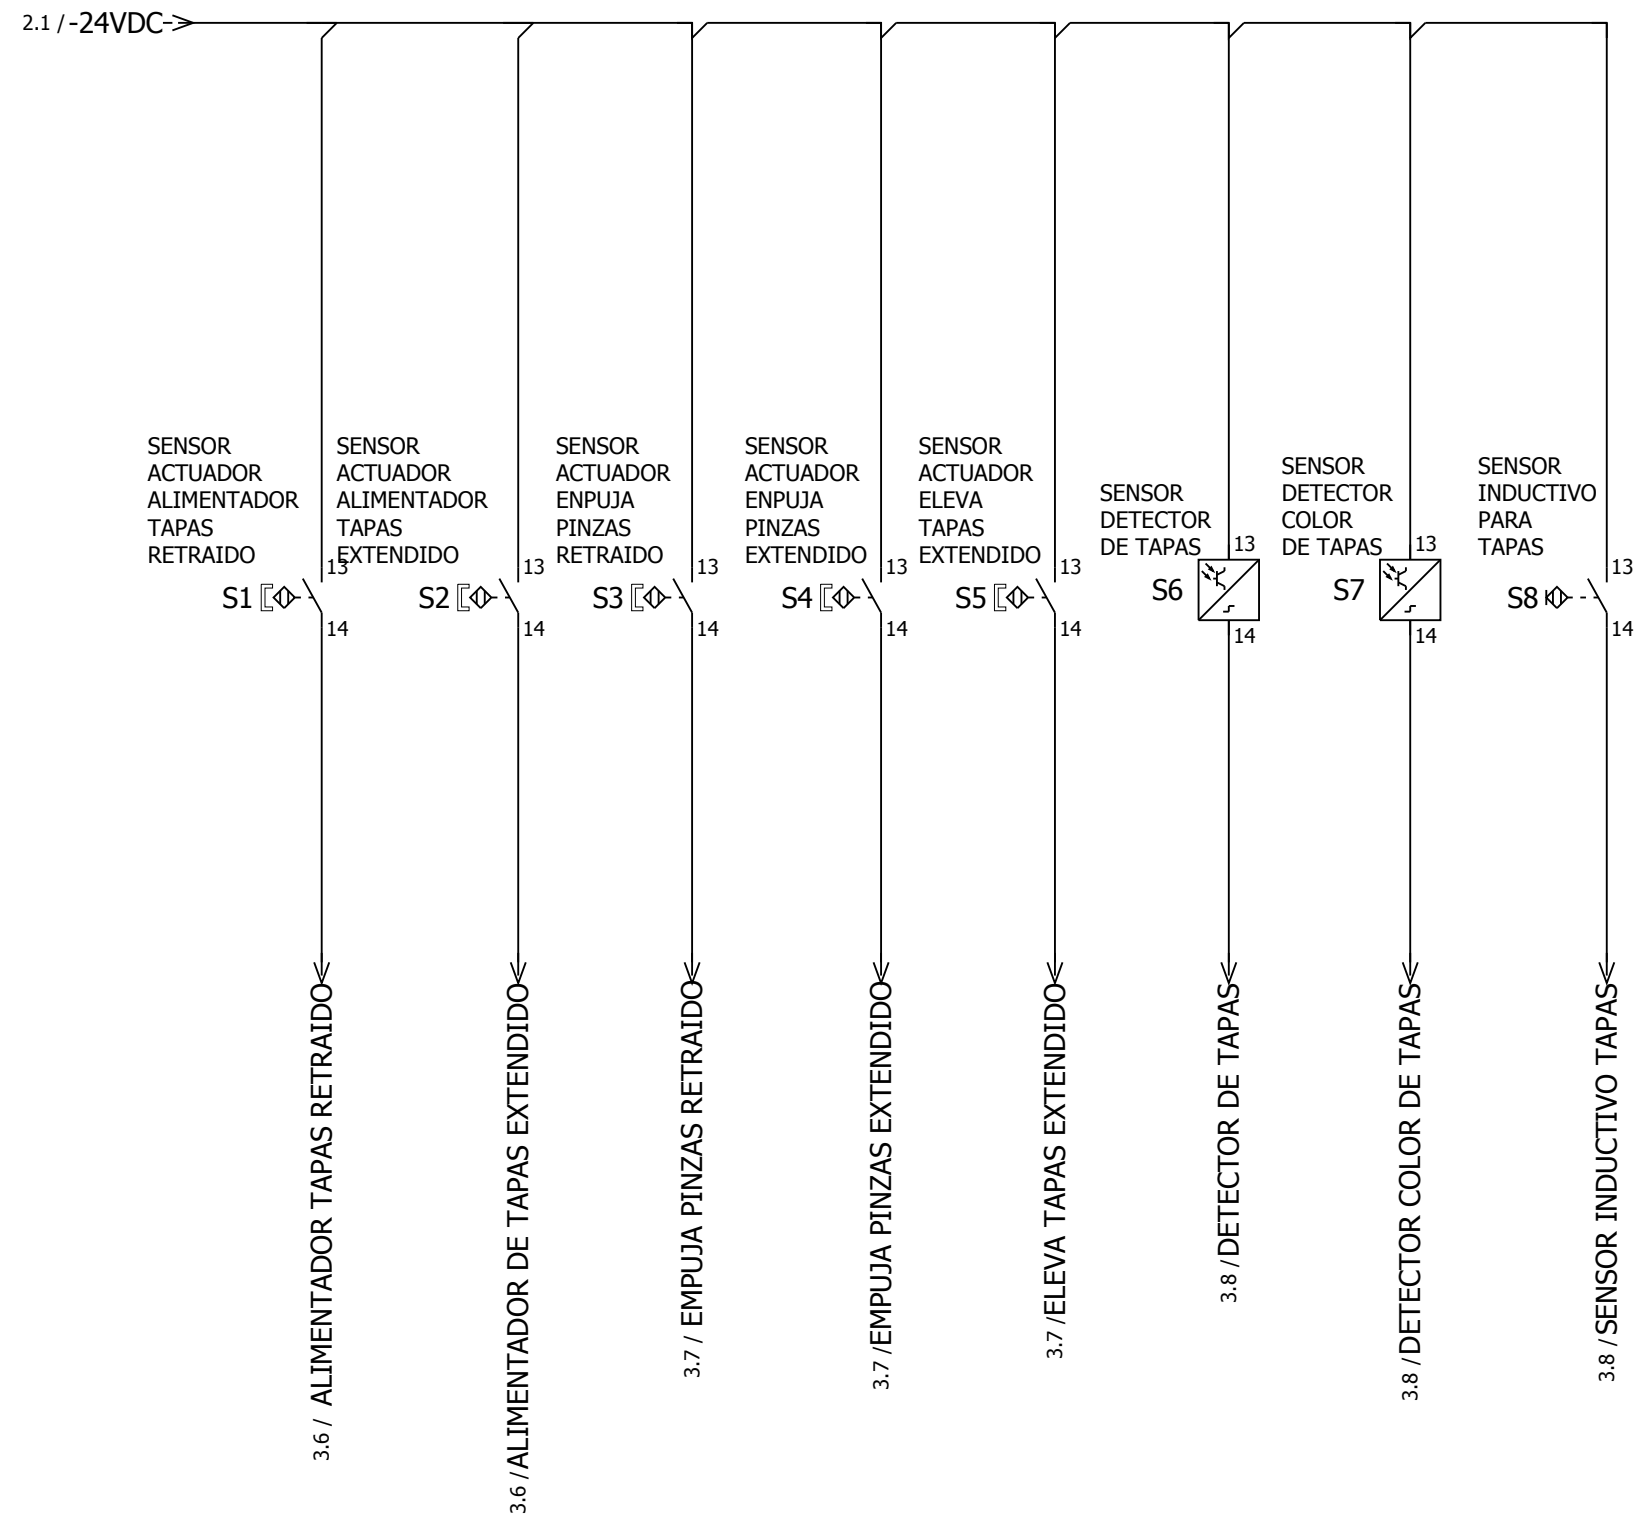 2.1 / -24VDC
SENSOR
ACTUADOR
ALIMENTADOR
TAPAS
RETRAIDO
13
S1
14
SENSOR
ACTUADOR
ALIMENTADOR
TAPAS
EXTENDIDO
13
S2
14
SENSOR
ACTUADOR
ENPUJA
PINZAS
RETRAIDO
13
S3
14
SENSOR
ACTUADOR
ENPUJA
PINZAS
EXTENDIDO
13
S4
14
SENSOR
ACTUADOR
ELEVA
TAPAS
EXTENDIDO
13
S5
14
SENSOR
DETECTOR
DE TAPAS
13
S6
14
SENSOR
DETECTOR
COLOR
DE TAPAS
13
S7
14
SENSOR
INDUCTIVO
PARA
TAPAS
13
S8
14
3.6 / ALIMENTADOR TAPAS RETRAIDO
3.6 /ALIMENTADOR DE TAPAS EXTENDIDO
3.7 / EMPUJA PINZAS RETRAIDO
3.7 /EMPUJA PINZAS EXTENDIDO
3.7 /ELEVA TAPAS EXTENDIDO
3.8 /DETECTOR DE TAPAS
3.8 /DETECTOR COLOR DE TAPAS
3.8 /SENSOR INDUCTIVO TAPAS